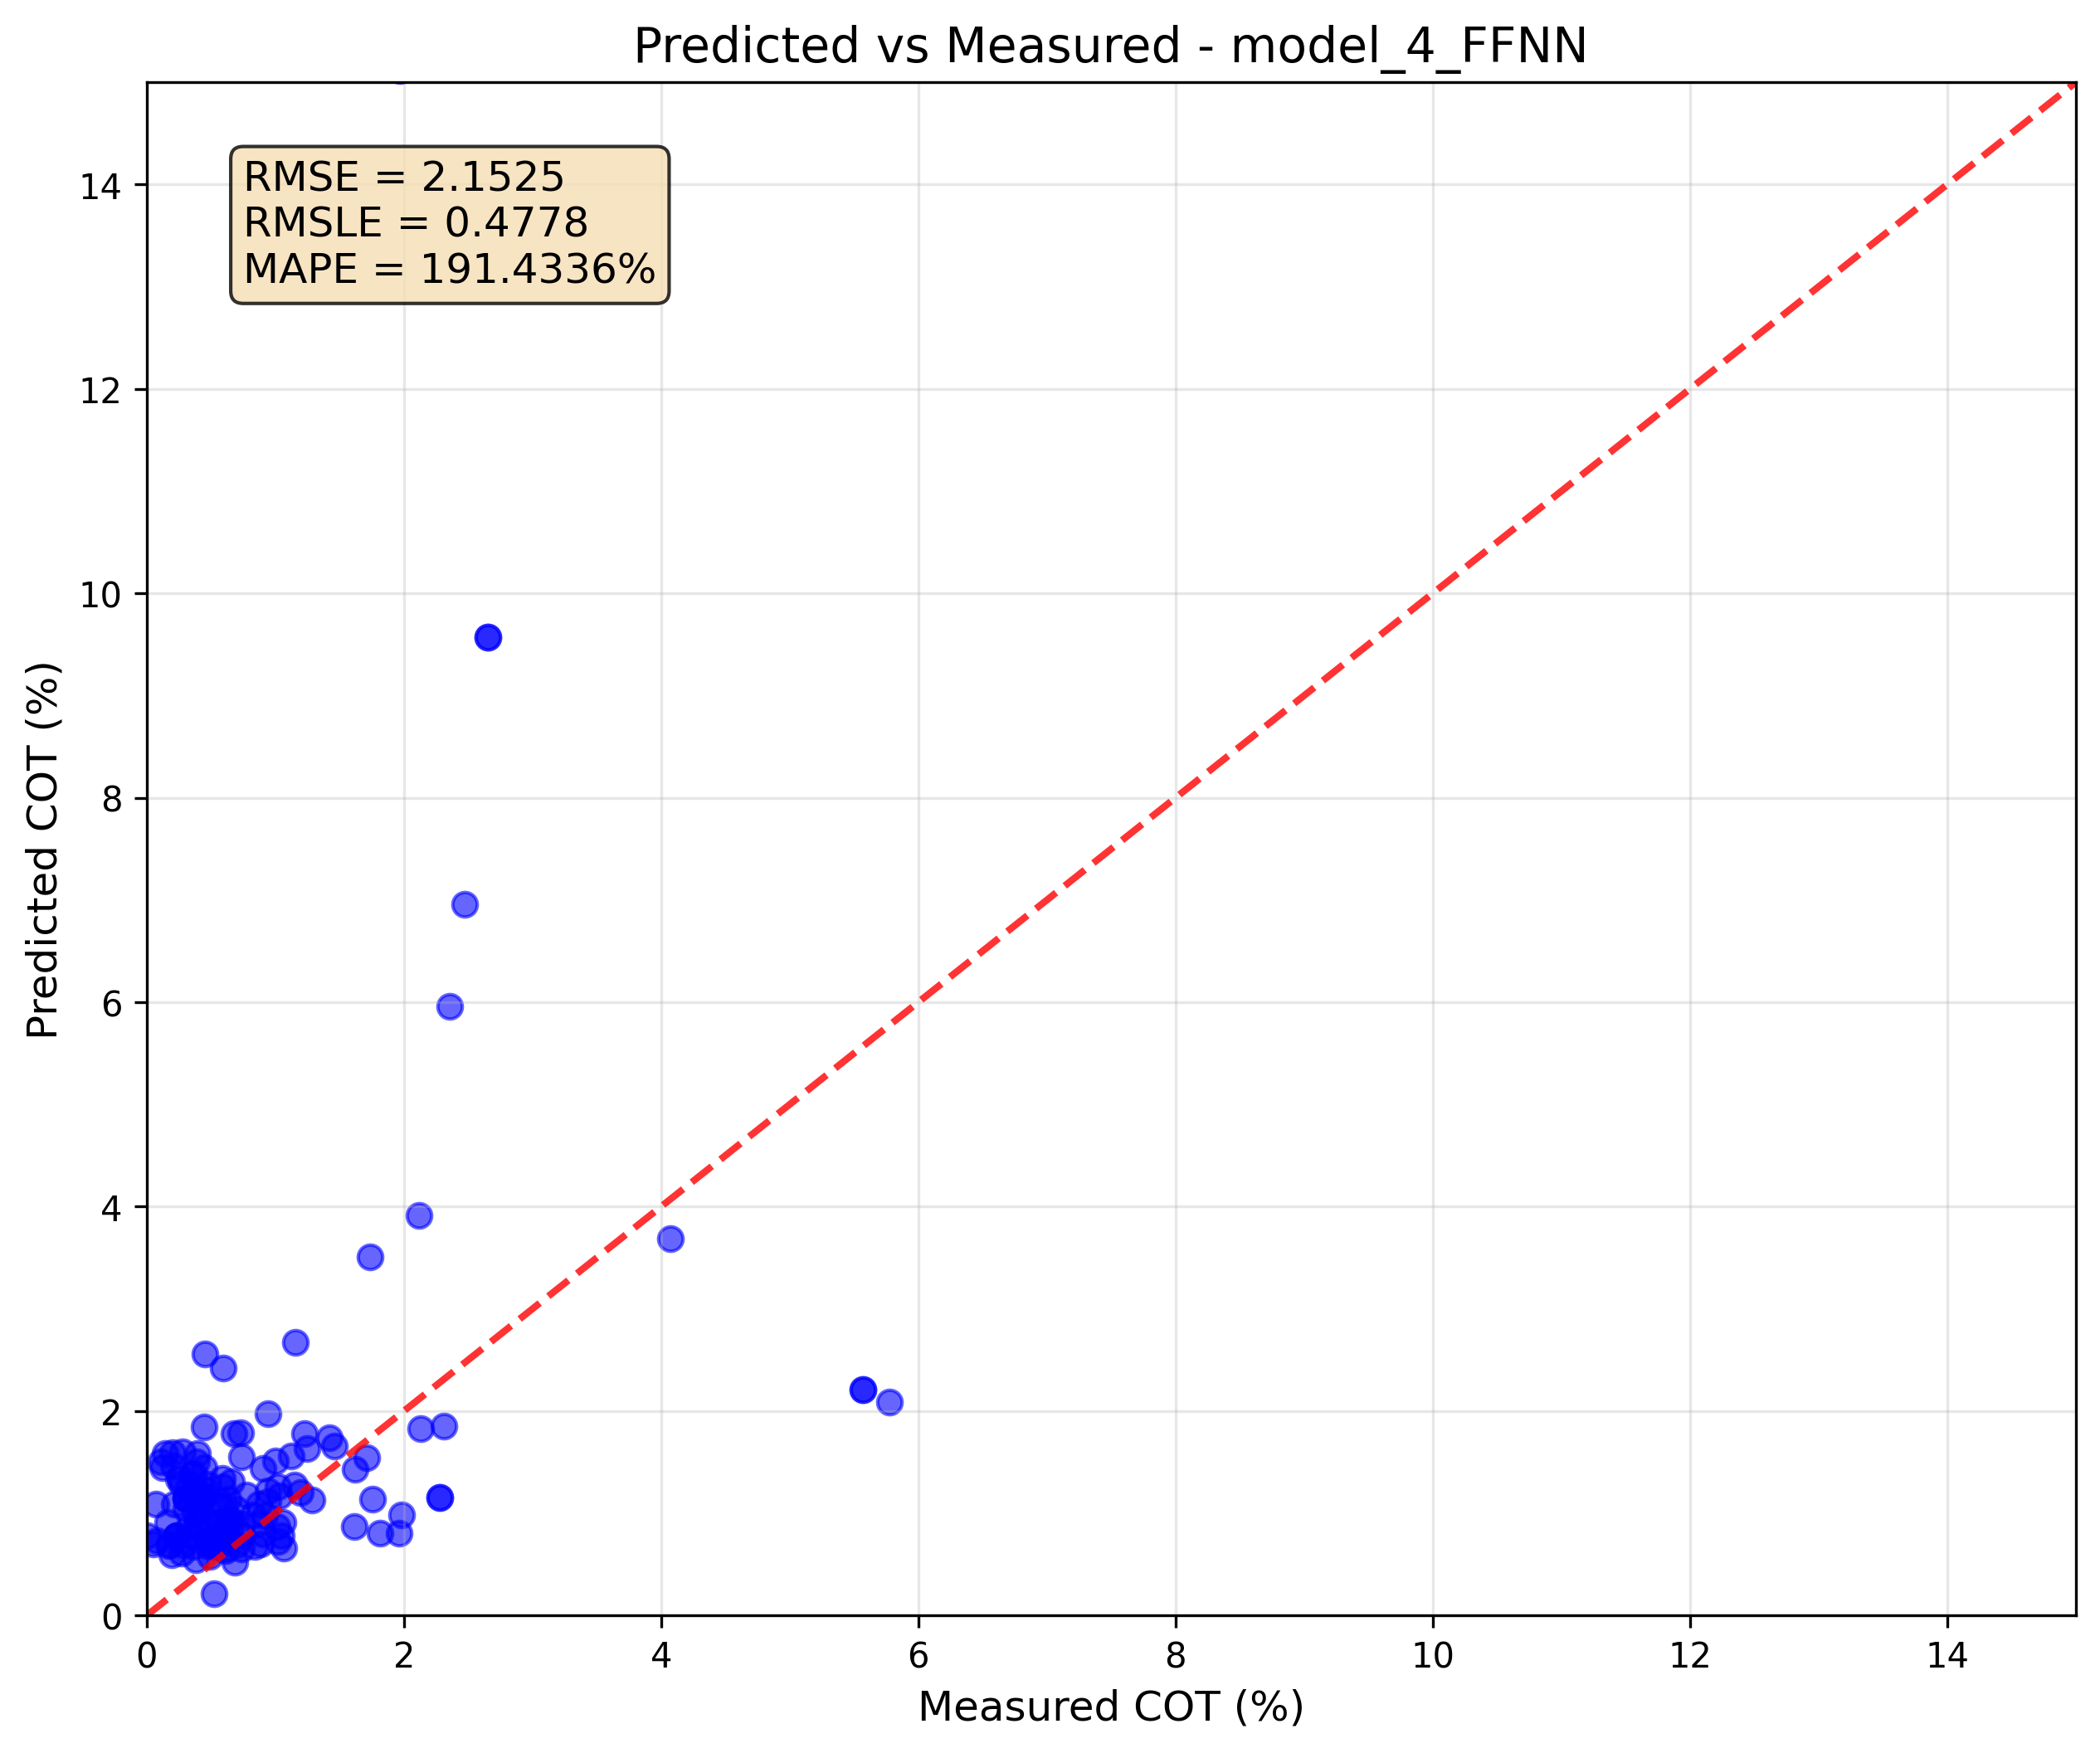 Predicted vs Measured - model_4_FFNN
RMSE = 2.1525
RMSLE = 0.4778
MAPE = 191.4336%
Predicted COT (%)
14
12
10
8
6
4
2
0
0 2 4 6 8 10 12 14
Measured COT (%)